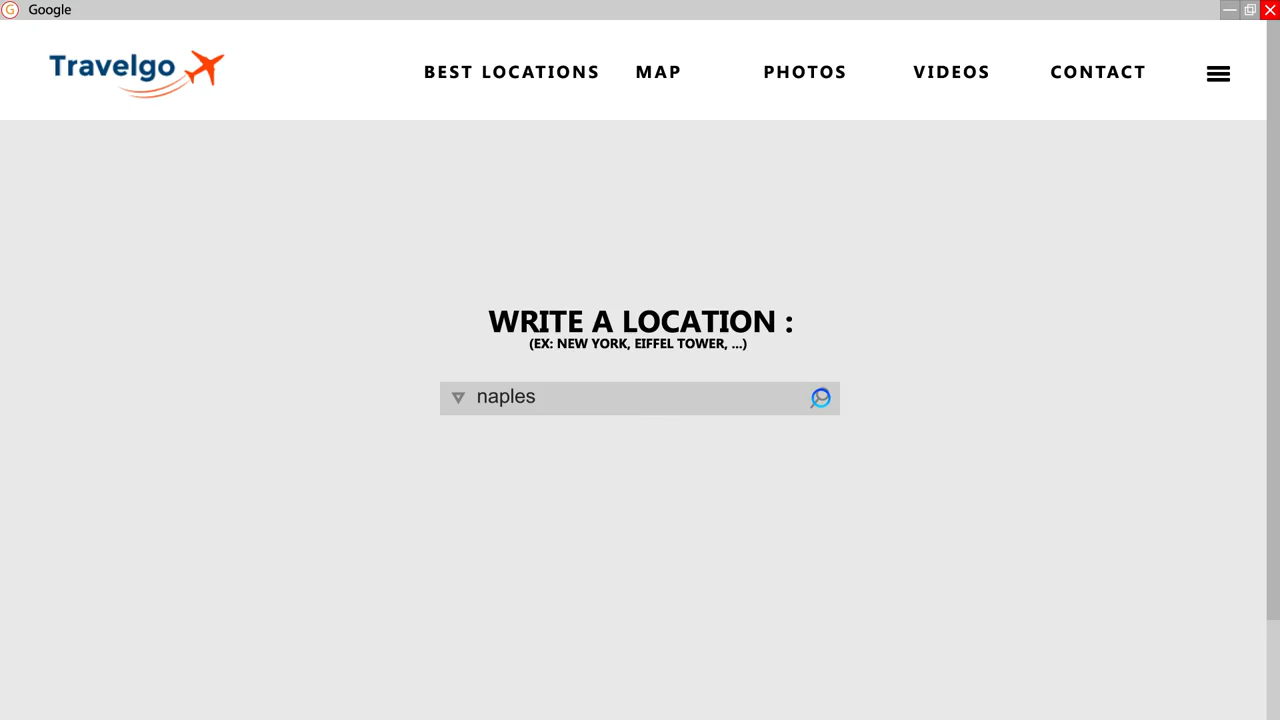 Google
Travelgo
BEST LOCATIONS MAP PHOTOS VIDEOS CONTACT
WRITE A LOCATION :
(EX: NEW YORK, EIFFEL TOWER, ...)
naples